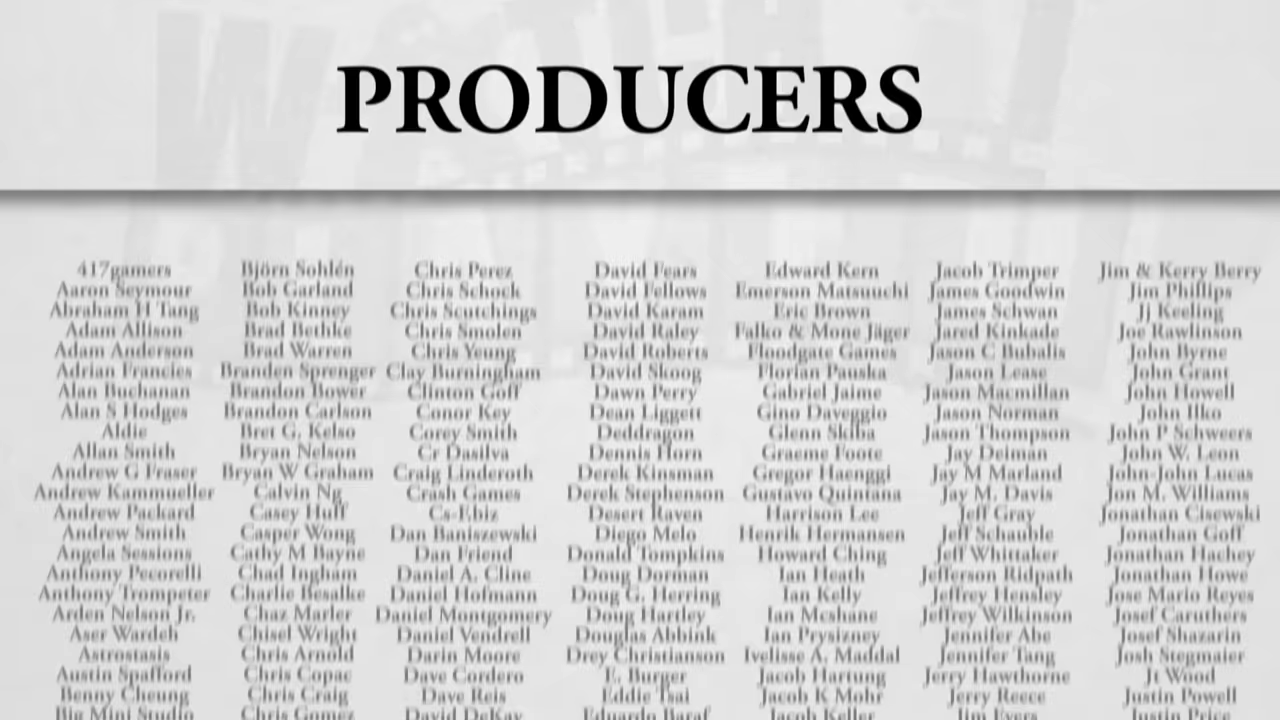 PRODUCERS
417gamers
Aaron Seymour
Abraham H Tang
Adam Allison
Adam Anderson
Adrian Francies
Alan Buchanan
Alan S Hodges
Aldie
Allan Smith
Andrew G Fraser
Andrew Kammueller
Andrew Packard
Andrew Smith
Angela Sessions
Anthony Pecorelli
Anthony Trompeter
Arden Nelson Jr.
Aser Wardeh
Astrostasis
Austin Spafford
Benny Cheung
Big Mini Studio
Björn Sohlén
Bob Garland
Bob Kinney
Brad Bethke
Brad Warren
Branden Sprenger
Brandon Bower
Brandon Carlson
Bret G. Kelso
Bryan Nelson
Bryan W Graham
Calvin Ng
Casey Huff
Casper Wong
Cathy M Bayne
Chad Ingham
Charlie Besalke
Chaz Marler
Chisel Wright
Chris Arnold
Chris Copac
Chris Craig
Chris Gomez
Chris Perez
Chris Schock
Chris Scutchings
Chris Smolen
Chris Yeung
Clay Burningham
Clinton Goff
Conor Key
Corey Smith
Cr Dasilva
Craig Linderoth
Crash Games
Cs-Ebiz
Dan Baniszewski
Dan Friend
Daniel A. Cline
Daniel Hofmann
Daniel Montgomery
Daniel Vendrell
Darin Moore
Dave Cordero
Dave Reis
David DeKay
David Fears
David Fellows
David Karam
David Raley
David Roberts
David Skoog
Dawn Perry
Dean Liggett
Deddragon
Dennis Horn
Derek Kinsman
Derek Stephenson
Desert Raven
Diego Melo
Donald Tompkins
Doug Dorman
Doug G. Herring
Doug Hartley
Douglas Abbink
Drey Christianson
E. Burger
Eddie Tsai
Eduardo Baraf
Edward Kern
Emerson Matsuuchi
Eric Brown
Falko & Mone Jäger
Floodgate Games
Florian Pauska
Gabriel Jaime
Gino Daveggio
Glenn Skiba
Graeme Foote
Gregor Haenggi
Gustavo Quintana
Harrison Lee
Henrik Hermansen
Howard Ching
Ian Heath
Ian Kelly
Ian Mcshane
Ian Prysizney
Ivelisse A. Maddal
Jacob Hartung
Jacob K Mohr
Jacob Keller
Jacob Trimper
James Goodwin
James Schwan
Jared Kinkade
Jason C Bubalis
Jason Lease
Jason Macmillan
Jason Norman
Jason Thompson
Jay Deiman
Jay M Marland
Jay M. Davis
Jeff Gray
Jeff Schauble
Jeff Whittaker
Jefferson Ridpath
Jeffrey Hensley
Jeffrey Wilkinson
Jennifer Abe
Jennifer Tang
Jerry Hawthorne
Jerry Reece
Jim Evers
Jim & Kerry Berry
Jim Phillips
Jj Keeling
Joe Rawlinson
John Byrne
John Grant
John Howell
John Ilko
John P Schweers
John W. Leon
John-John Lucas
Jon M. Williams
Jonathan Cisewski
Jonathan Goff
Jonathan Hachey
Jonathan Howe
Jose Mario Reyes
Josef Caruthers
Josef Shazarin
Josh Stegmaier
Jt Wood
Justin Powell
Justin Price